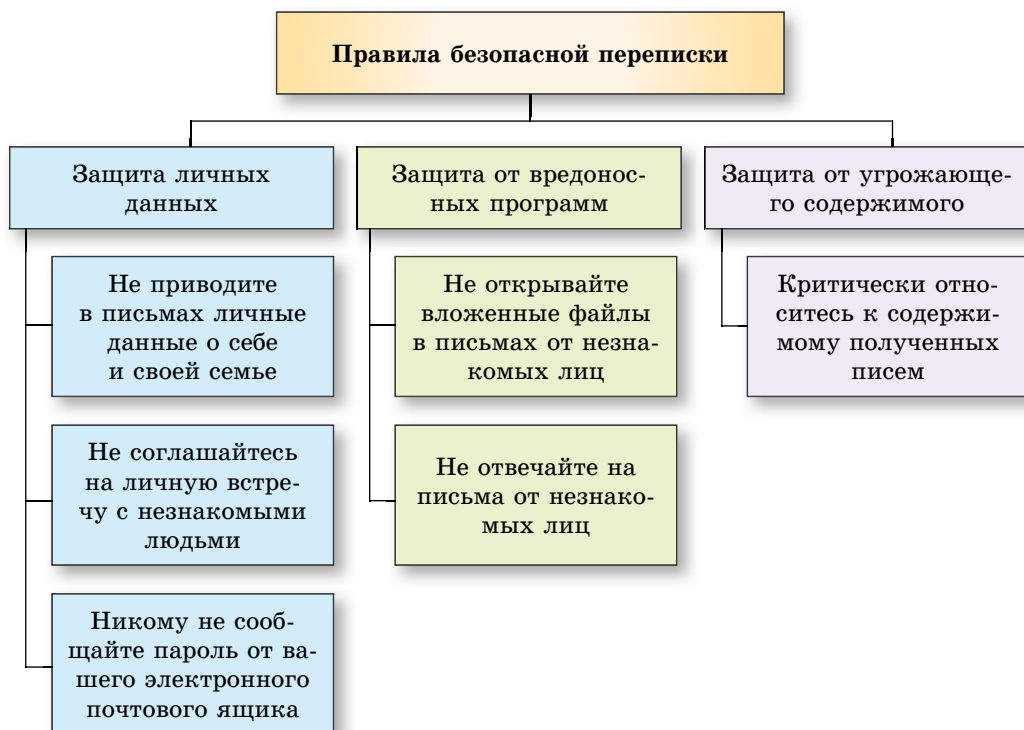 Правила безопасной переписки
Защита личных
данных
Не приводите
в письмах личные
данные о себе
и своей семье
Не соглашайтесь
на личную встре-
чу с незнакомыми
людьми
Никому не сооб-
щайте пароль от ва-
шего электронного
почтового ящика
Защита от вредонос-
ных программ
Не открывайте
вложенные файлы
в письмах от незна-
комых лиц
Не отвечайте на
письма от незнако-
мых лиц
Защита от угрожающе-
го содержимого
Критически отно-
ситесь к содержи-
мому полученных
писем